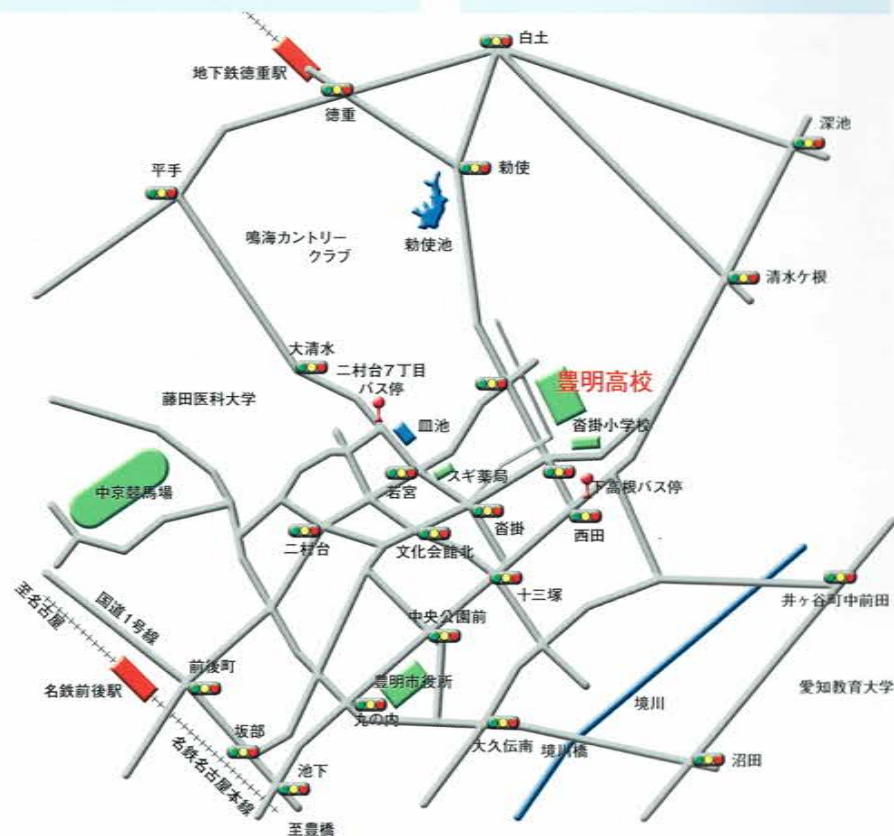 白土
地下鉄徳重駅
徳重
深池
平手
勅使
鳴海カントリー
クラブ
勅使池
清水ケ根
大清水
二村台7丁目
バス停
豊明高校
藤田医科大学
皿池
沓掛小学校
中京競馬場
若宮
スギ薬局
下高根バス停
沓掛
西田
二村台
文化会館北
至名古屋
国道1号線
十三塚
井ヶ谷町中前田
中央公園前
前後町
名鉄前後駅
豊明市役所
愛知教育大学
境川
丸の内
坂部
大久伝南
境川橋
沼田
名鉄名古屋本線
池下
至豊橋